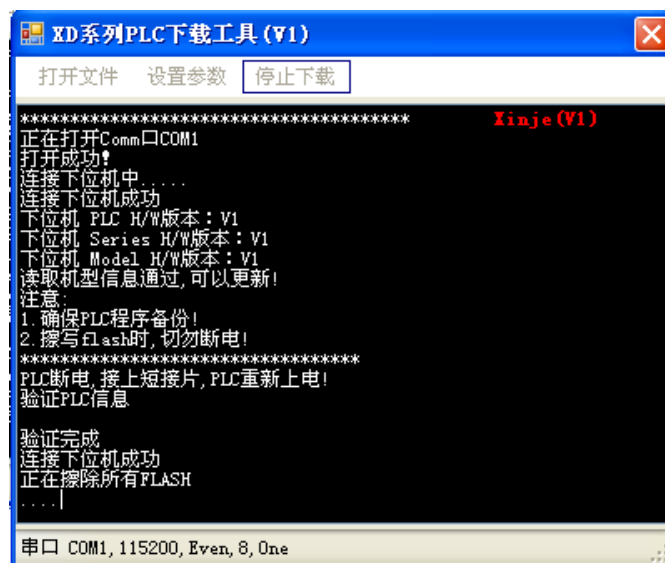 XD系列PLC下载工具(V1)
打开文件 设置参数 停止下载
*************************************** Xinje(V1)
正在打开Comm口COM1
打开成功!
连接下位机中.....
连接下位机成功
下位机 PLC H/W版本：V1
下位机 Series H/W版本：V1
下位机 Model H/W版本：V1
读取机型信息通过,可以更新!
注意:
1.确保PLC程序备份!
2.擦写flash时,切勿断电!
**********************************
PLC断电,接上短接片,PLC重新上电!
验证PLC信息
验证完成
连接下位机成功
正在擦除所有FLASH
....
串口 COM1,115200,Even,8,One